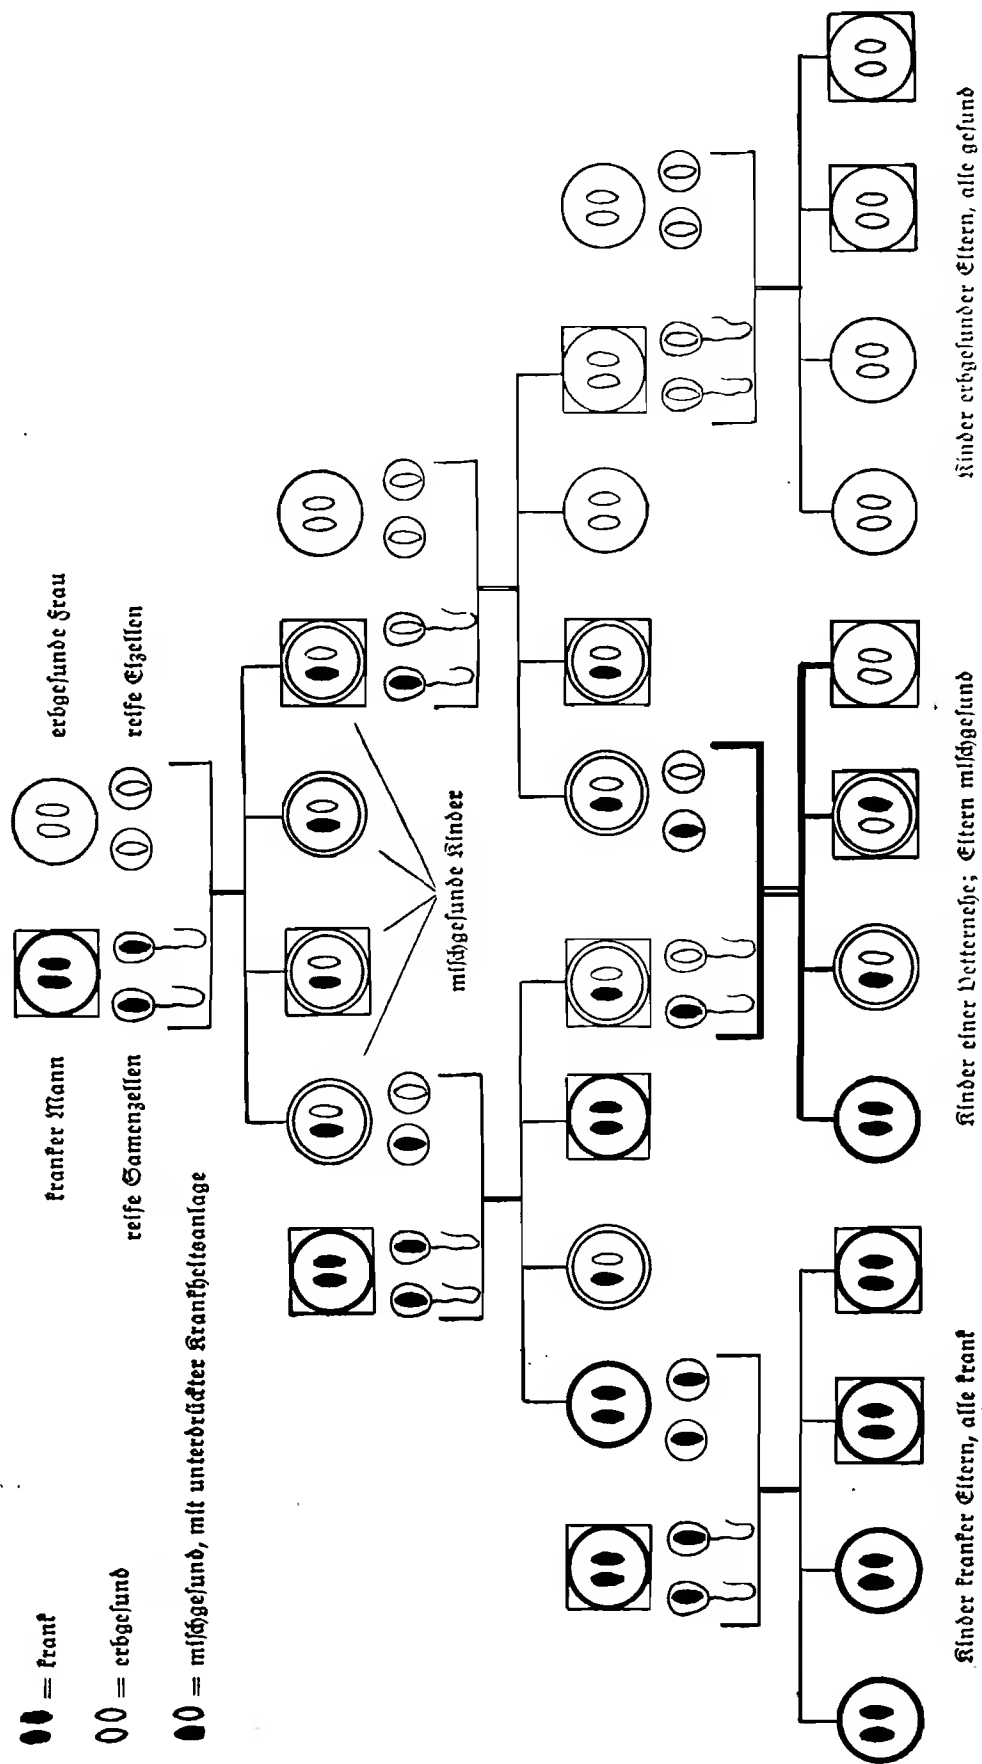 = krank
= erbgesund
= mischgesund, mit unterdrückter Krankheitsanlage
kranker Mann
erbgesunde Frau
reife Samenzellen
reife Eizellen
mischgesunde Kinder
Kinder kranker Eltern, alle krank
Kinder einer Vetternehe; Eltern mischgesund
Kinder erbgesunder Eltern, alle gesund